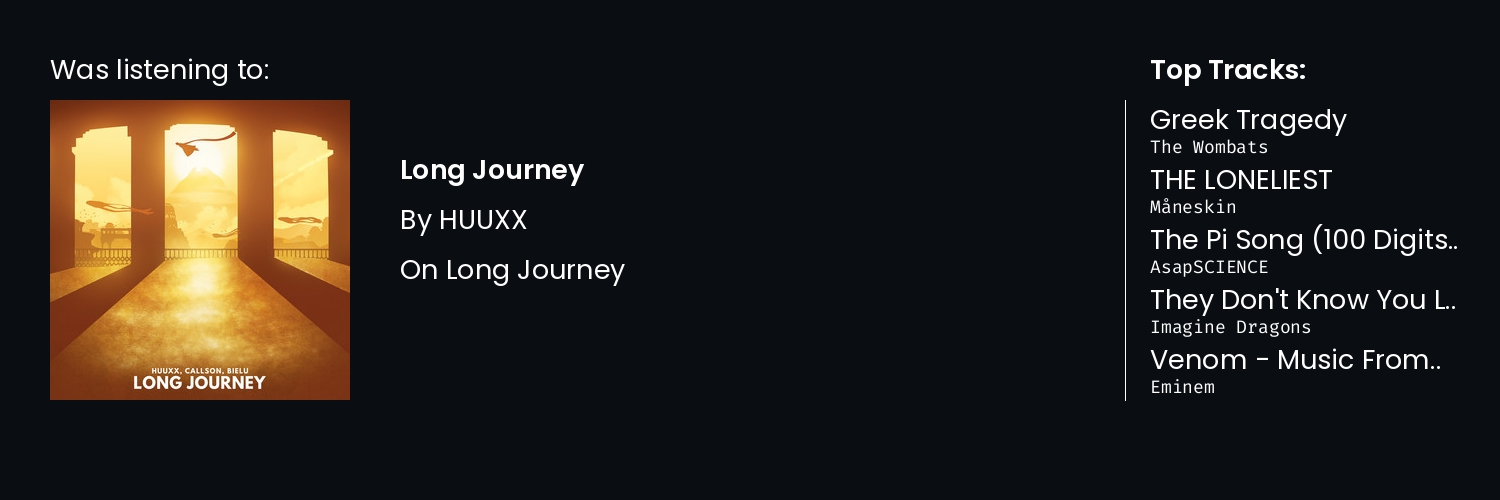 Was listening to:
HUUXX, CALLSON, BIELU
LONG JOURNEY
Long Journey
By HUUXX
On Long Journey
Top Tracks:
Greek Tragedy
The Wombats
THE LONELIEST
Måneskin
The Pi Song (100 Digits..
AsapSCIENCE
They Don't Know You L..
Imagine Dragons
Venom - Music From..
Eminem